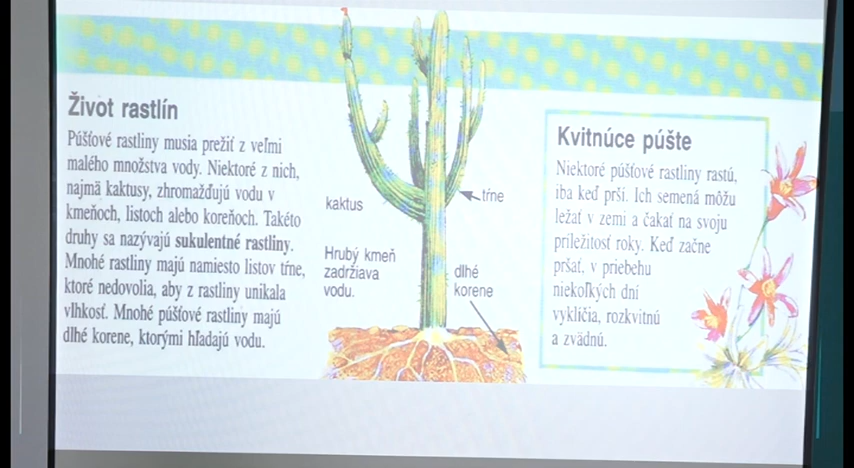 Život rastlín
Púšťové rastliny musia prežiť z veľmi
malého množstva vody. Niektoré z nich,
najmä kaktusy, zhromažďujú vodu v
kmeňoch, listoch alebo koreňoch. Takéto
druhy sa nazývajú sukulentné rastliny.
Mnohé rastliny majú namiesto listov tŕne,
ktoré nedovolia, aby z rastliny unikala
vlhkosť. Mnohé púšťové rastliny majú
dlhé korene, ktorými hľadajú vodu.
kaktus
tŕne
Hrubý kmeň
zadržiava
vodu.
dlhé
korene
Kvitnúce púšte
Niektoré púšťové rastliny rastú,
iba keď prší. Ich semená môžu
ležať v zemi a čakať na svoju
príležitosť roky. Keď začne
pršať, v priebehu
niekoľkých dní
vyklíčia, rozkvitnú
a zvädnú.